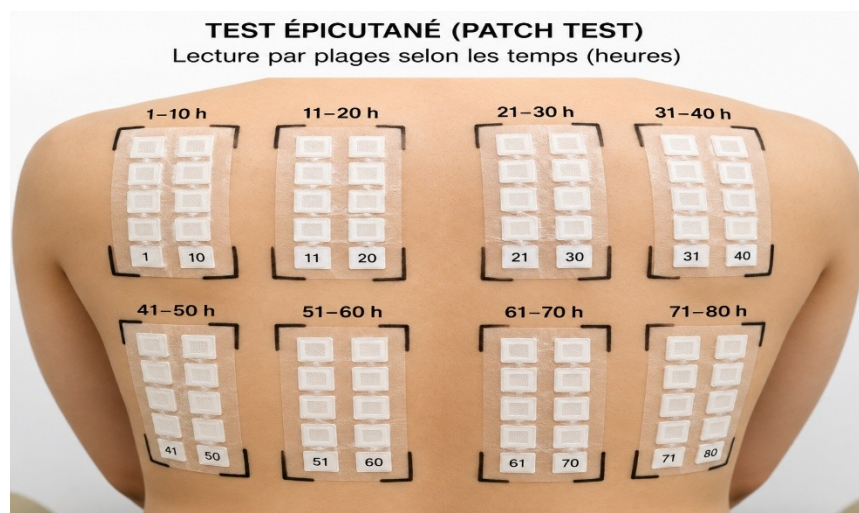 TEST ÉPICUTANÉ (PATCH TEST)
Lecture par plages selon les temps (heures)
1–10 h 11–20 h 21–30 h 31–40 h
1 10 11 20 21 30 31 40
41–50 h 51–60 h 61–70 h 71–80 h
41 50 51 60 61 70 71 80